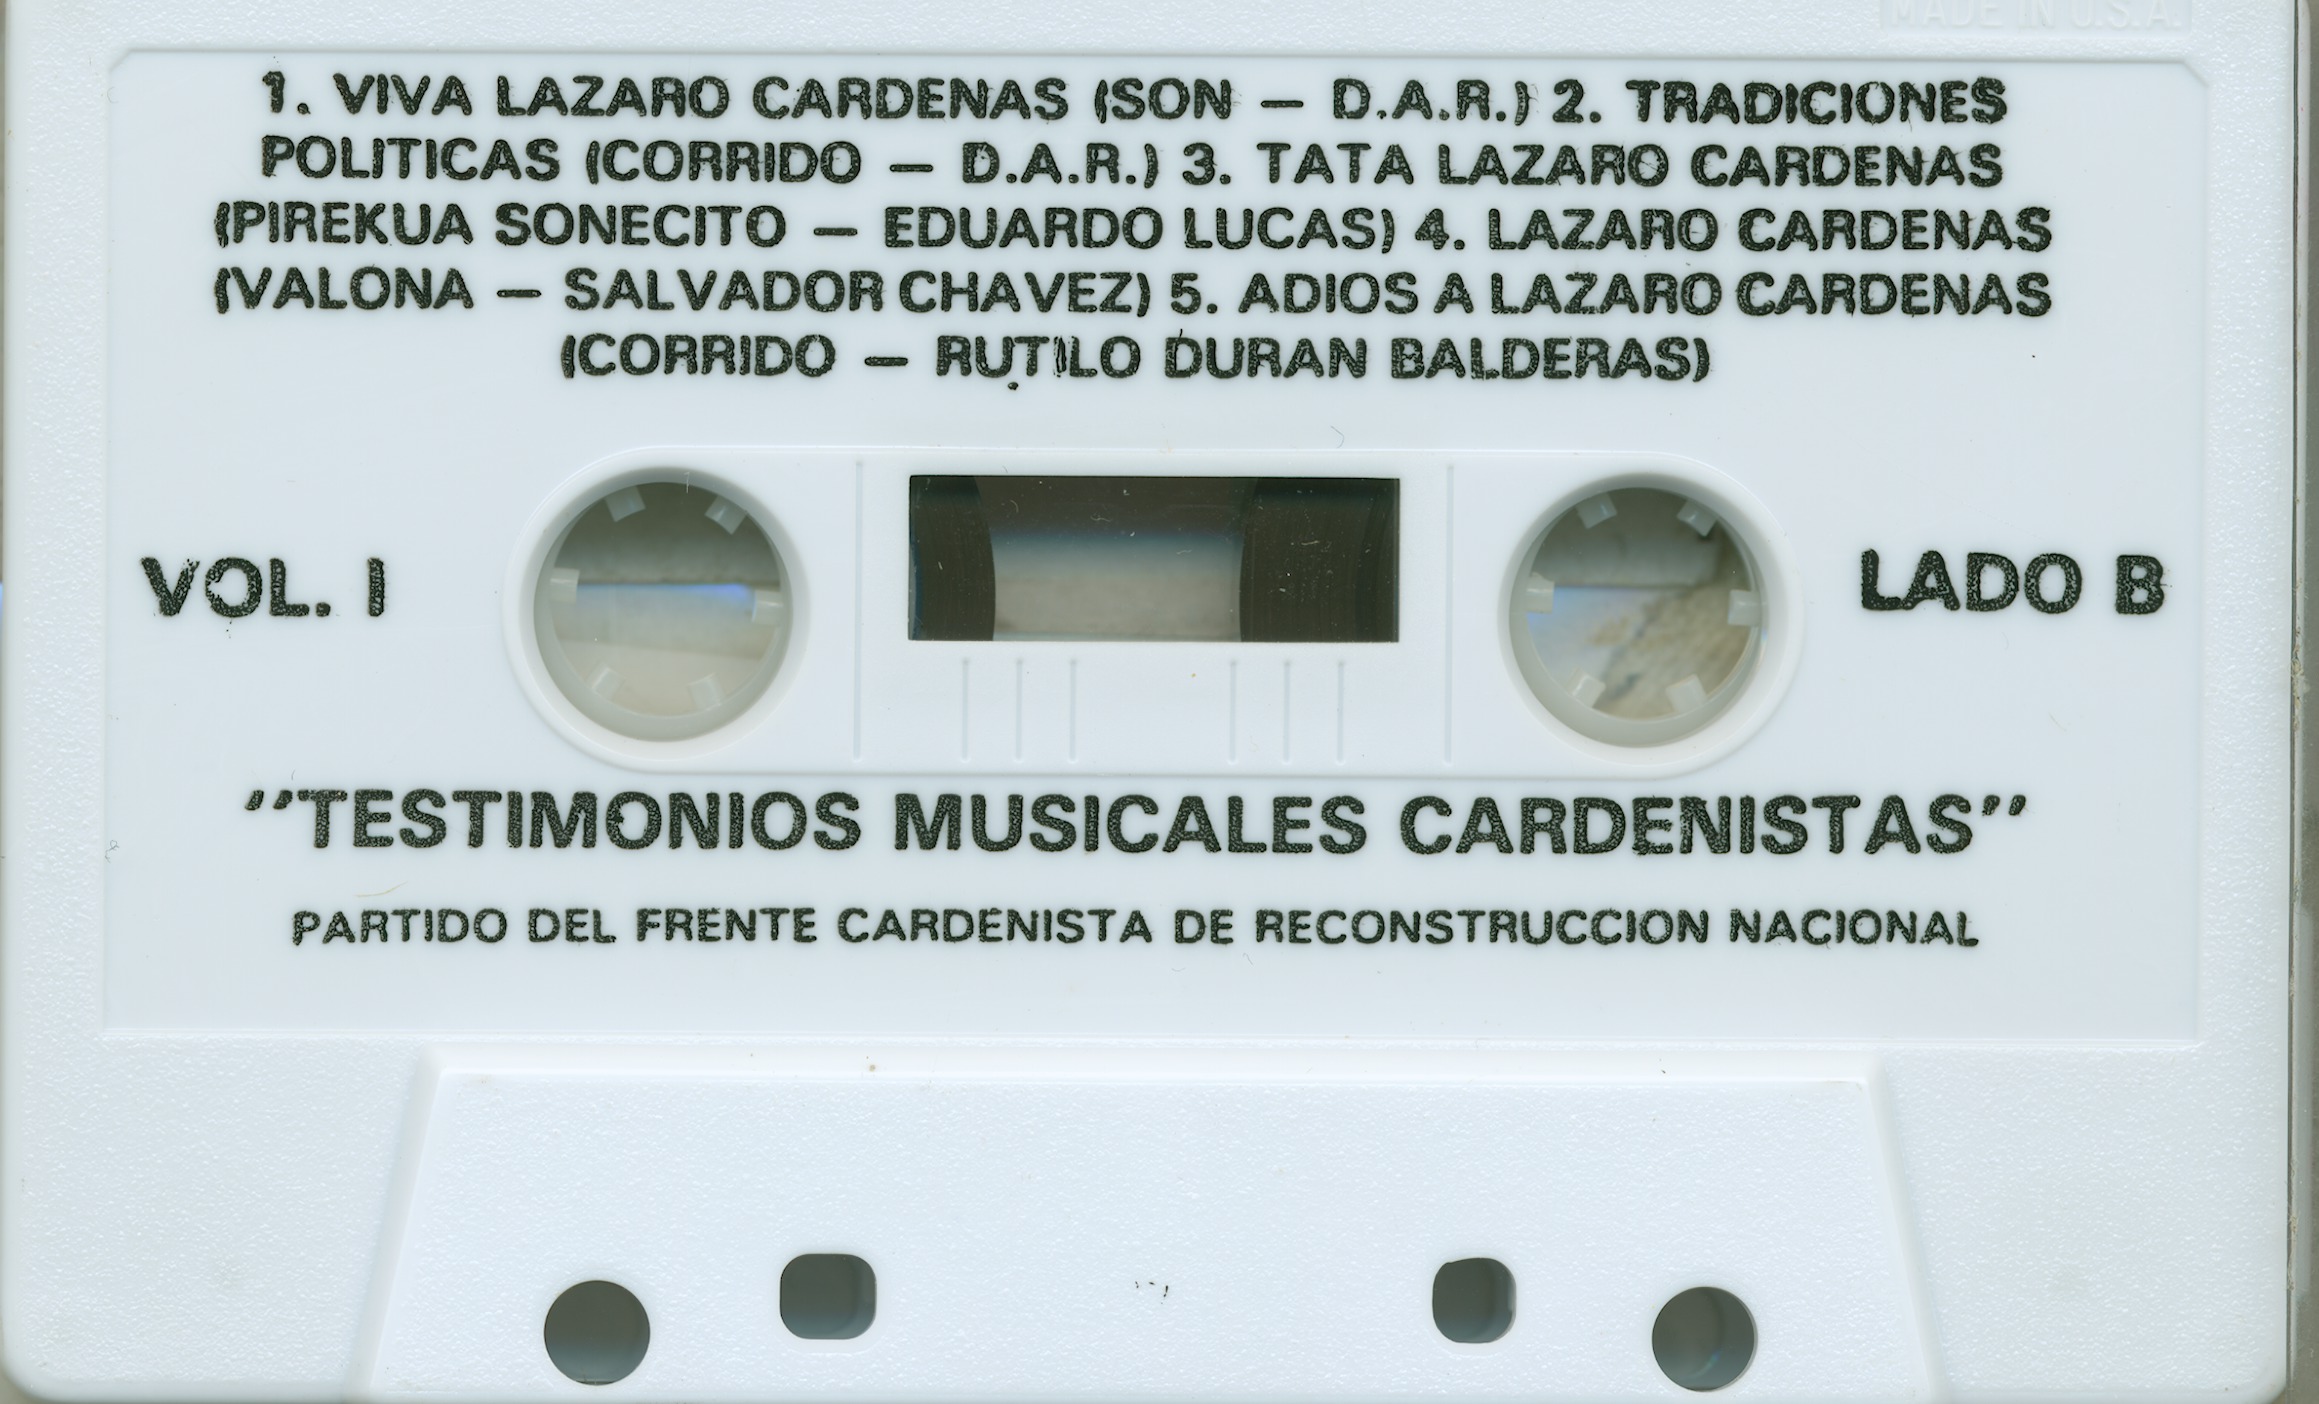 MADE IN U.S.A.
1. VIVA LAZARO CARDENAS (SON — D.A.R.) 2. TRADICIONES
POLITICAS (CORRIDO — D.A.R.) 3. TATA LAZARO CARDENAS
(PIREKUA SONECITO — EDUARDO LUCAS) 4. LAZARO CARDENAS
(VALONA — SALVADOR CHAVEZ) 5. ADIOS A LAZARO CARDENAS
(CORRIDO — RUTILO DURAN BALDERAS)
VOL. I
LADO B
"TESTIMONIOS MUSICALES CARDENISTAS"
PARTIDO DEL FRENTE CARDENISTA DE RECONSTRUCCION NACIONAL